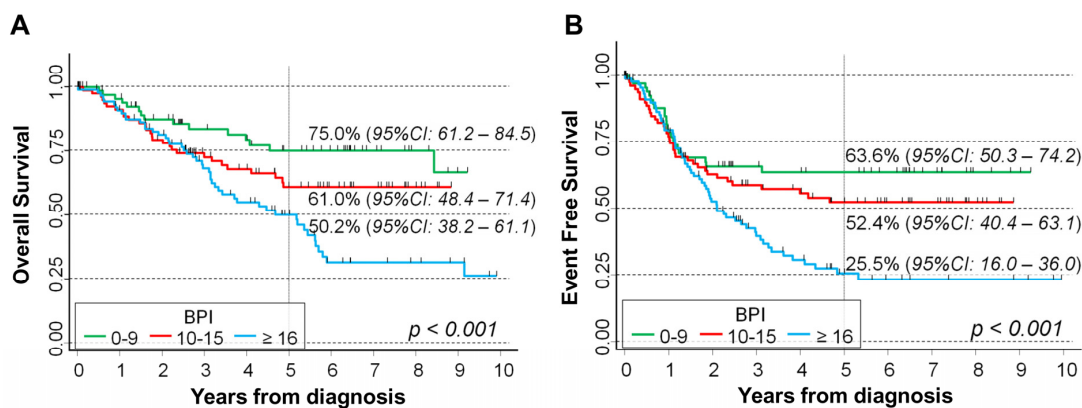 A
Overall Survival
1.00
0.75
0.50
0.25
0.00
75.0% (95%CI: 61.2 – 84.5)
61.0% (95%CI: 48.4 – 71.4)
50.2% (95%CI: 38.2 – 61.1)
BPI
0-9 10-15 ≥ 16
p < 0.001
0 1 2 3 4 5 6 7 8 9 10
Years from diagnosis
B
Event Free Survival
1.00
0.75
0.50
0.25
0.00
63.6% (95%CI: 50.3 – 74.2)
52.4% (95%CI: 40.4 – 63.1)
25.5% (95%CI: 16.0 – 36.0)
BPI
0-9 10-15 ≥ 16
p < 0.001
0 1 2 3 4 5 6 7 8 9 10
Years from diagnosis